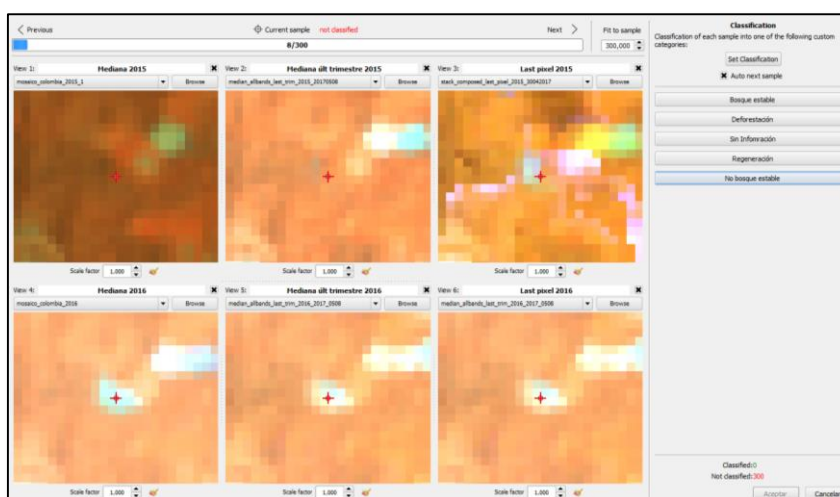 Previous
Current sample not classified
Next
Fit to sample
8/300
300,000
View 1: Mediana 2015
mosaico_colombia_2015_1 Browse
View 2: Mediana últ trimestre 2015
median_allbands_last_trim_2015_20170508 Browse
View 3: Last pixel 2015
stack_composed_last_pixel_2015_30042017 Browse
Scale factor 1,000
Scale factor 1,000
Scale factor 1,000
View 4: Mediana 2016
mosaico_colombia_2016 Browse
View 5: Mediana últ trimestre 2016
median_allbands_last_trim_2016_2017_0508 Browse
View 6: Last pixel 2016
median_allbands_last_trim_2016_2017_0508 Browse
Scale factor 1,000
Scale factor 1,000
Scale factor 1,000
Classification
Classification of each sample into one of the following custom
categories:
Set Classification
Auto next sample
Bosque estable
Deforestación
Sin Infomración
Regeneración
No bosque estable
Classified:0
Not classified:300
Aceptar
Cancelar